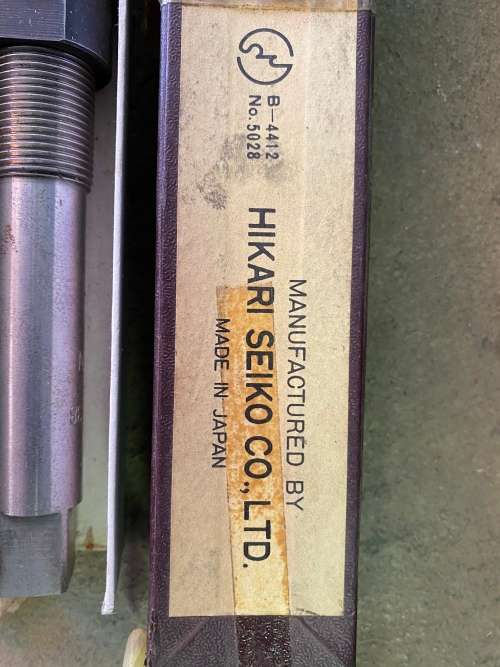 B-4412
No. 5028
MANUFACTURED BY
HIKARI SEIKO CO., LTD.
MADE IN JAPAN